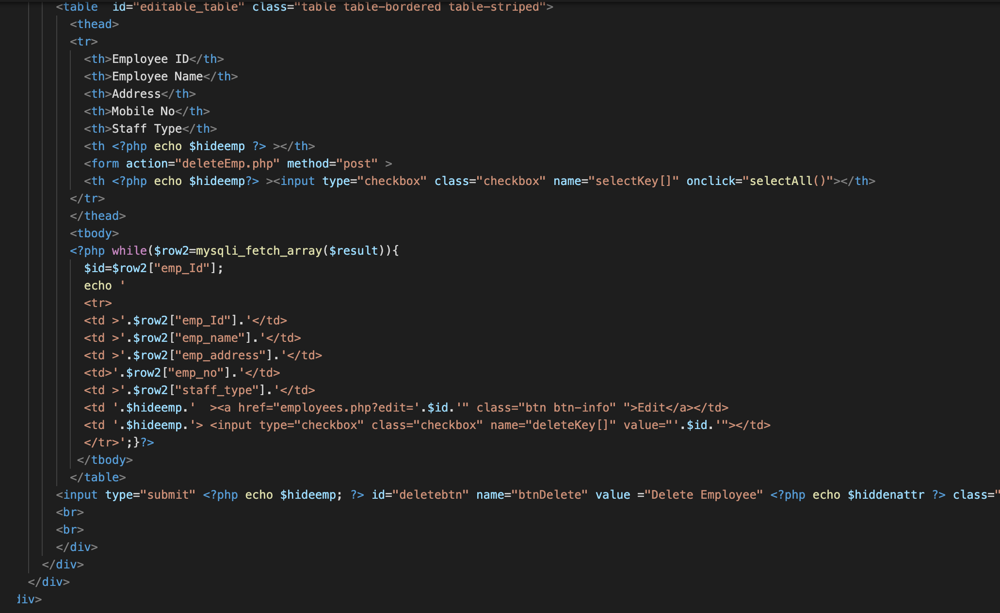 <table  id="editable_table" class="table table-bordered table-striped">
<thead>
<tr>
<th>Employee ID</th>
<th>Employee Name</th>
<th>Address</th>
<th>Mobile No</th>
<th>Staff Type</th>
<th <?php echo $hideemp ?> ></th>
<form action="deleteEmp.php" method="post" >
<th <?php echo $hideemp?> ><input type="checkbox" class="checkbox" name="selectKey[]" onclick="selectAll()"></th>
</tr>
</thead>
<tbody>
<?php while($row2=mysqli_fetch_array($result)){
$id=$row2["emp_Id"];
echo '
<tr>
<td >'.$row2["emp_Id"].'</td>
<td >'.$row2["emp_name"].'</td>
<td >'.$row2["emp_address"].'</td>
<td>'.$row2["emp_no"].'</td>
<td >'.$row2["staff_type"].'</td>
<td '.$hideemp.'  ><a href="employees.php?edit='.$id.'" class="btn btn-info" ">Edit</a></td>
<td '.$hideemp.'> <input type="checkbox" class="checkbox" name="deleteKey[]" value="'.$id.'"></td>
</tr>';}?>
</tbody>
</table>
<input type="submit" <?php echo $hideemp; ?> id="deletebtn" name="btnDelete" value ="Delete Employee" <?php echo $hiddenattr ?> class="
<br>
<br>
</div>
</div>
</div>
div>